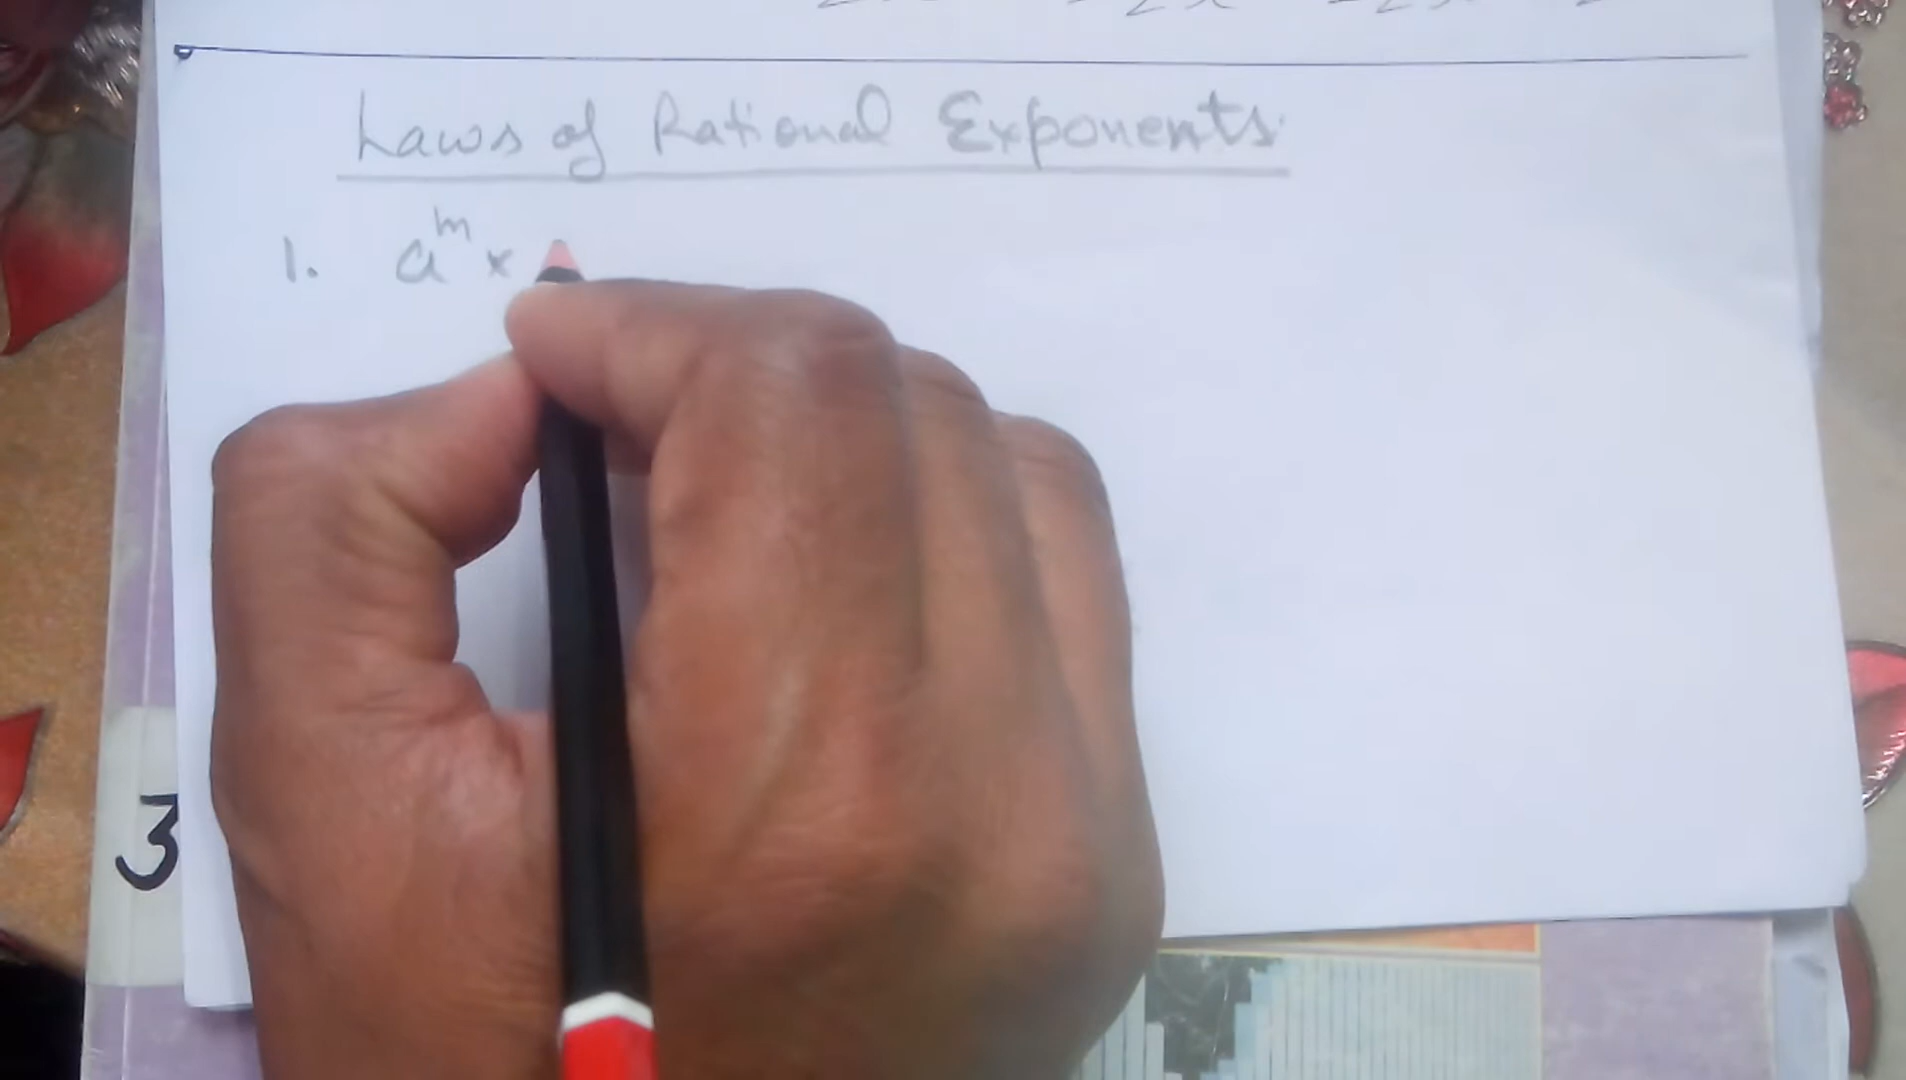 Laws of Rational Exponents.
1. a^m ×
3